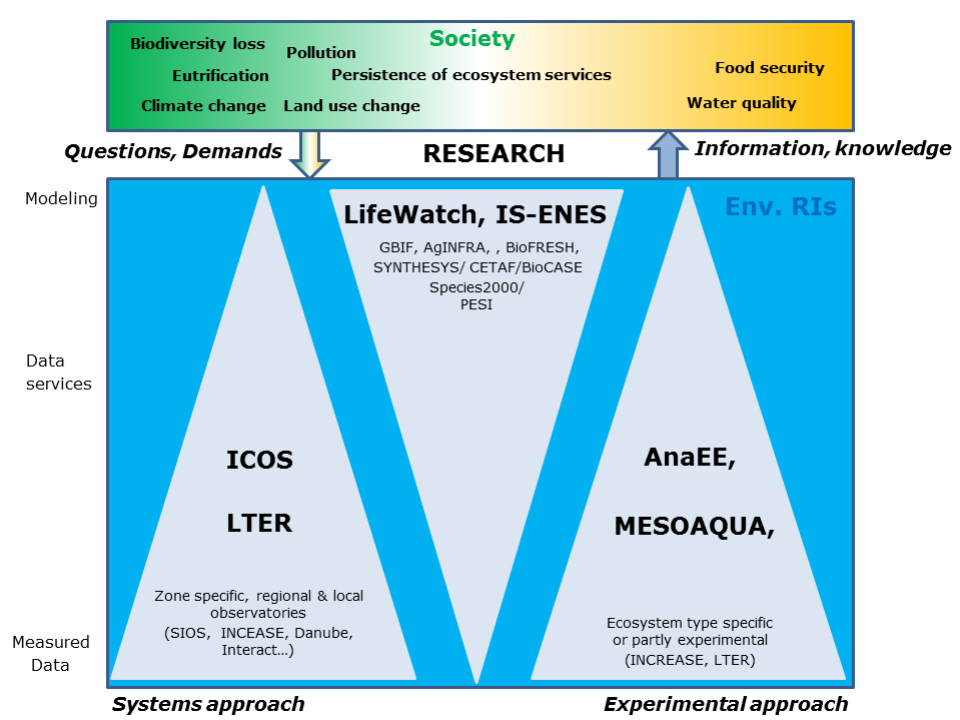 Society
Biodiversity loss
Pollution
Eutrification
Persistence of ecosystem services
Food security
Climate change
Land use change
Water quality
Questions, Demands
RESEARCH
Information, knowledge
Modeling
Env. RIs
LifeWatch, IS-ENES
GBIF, AgINFRA, , BioFRESH,
SYNTHESYS/ CETAF/BioCASE
Species2000/
PESI
Data
services
ICOS
LTER
AnaEE,
MESOAQUA,
Zone specific, regional & local
observatories
(SIOS,  INCEASE, Danube,
Interact…)
Ecosystem type specific
or partly experimental
(INCREASE, LTER)
Measured
Data
Systems approach
Experimental approach